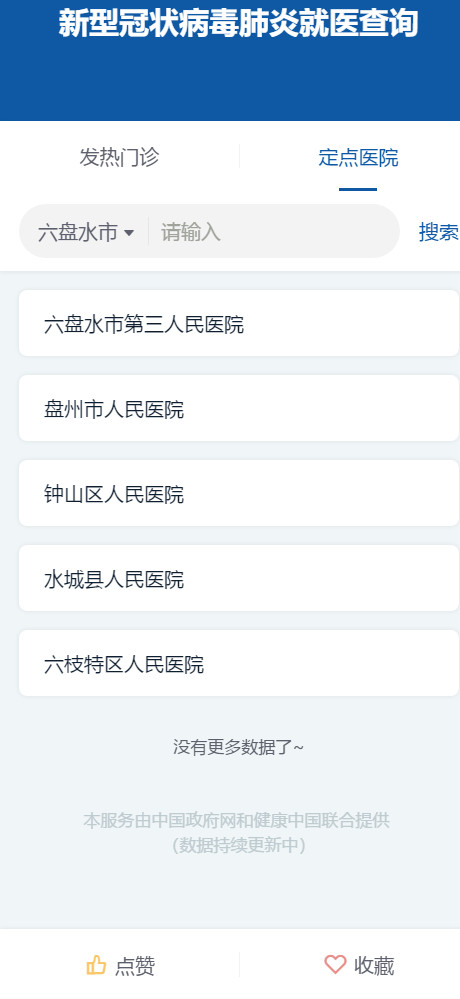 新型冠状病毒肺炎就医查询
发热门诊
定点医院
六盘水市
请输入
搜索
六盘水市第三人民医院
盘州市人民医院
钟山区人民医院
水城县人民医院
六枝特区人民医院
没有更多数据了~
本服务由中国政府网和健康中国联合提供
（数据持续更新中）
点赞
收藏